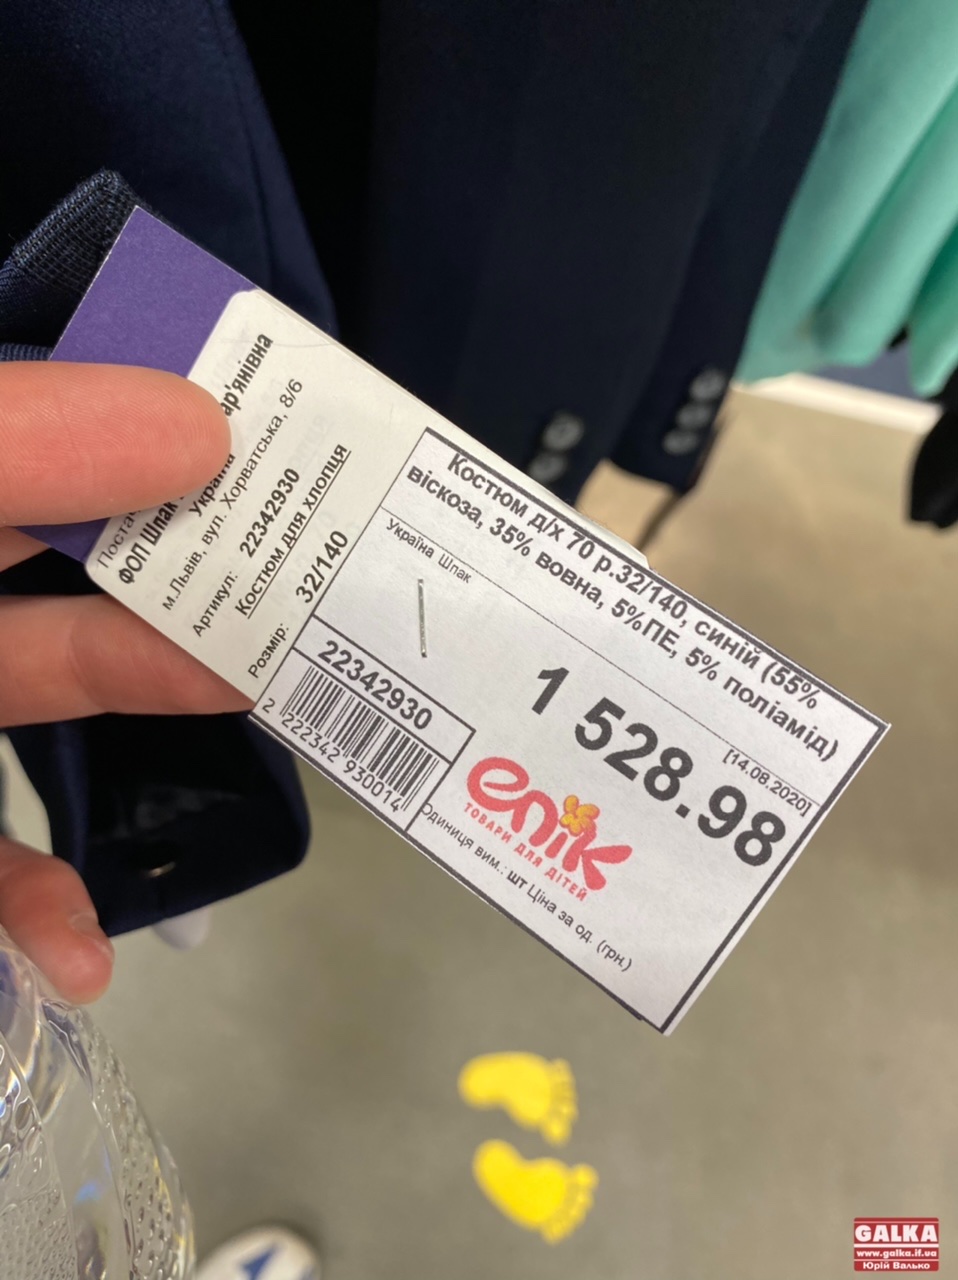 ФОП Шпак
Україна
м.Львів, вул. Хорватська, 8/6
Артикул: 22342930
Костюм для хлопця
Розмір: 32/140
Костюм д/х 70 р.32/140, синій (55%
віскоза, 35% вовна, 5%ПЕ, 5% поліамід)
Україна Шпак
[14.08.2020]
1 528.98
22342930
2 222342 930014
епік
ТОВАРИ ДЛЯ ДІТЕЙ
Одиниця вим.: шт Ціна за од. (грн.)
GALKA
www.galka.if.ua
Юрій Валько